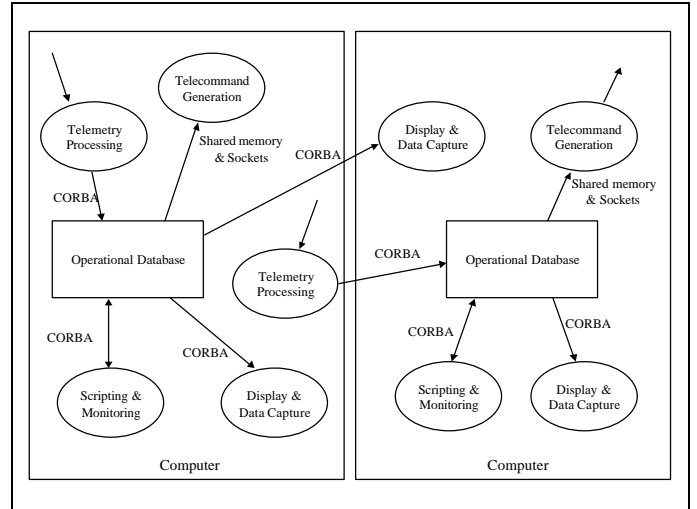 Telecommand
Generation
Telemetry
Processing
Shared memory
& Sockets
CORBA
CORBA
Operational Database
Telemetry
Processing
CORBA
CORBA
Scripting &
Monitoring
Display &
Data Capture
Computer
Display &
Data Capture
Telecommand
Generation
Shared memory
& Sockets
CORBA
Operational Database
CORBA
CORBA
Scripting &
Monitoring
Display &
Data Capture
Computer